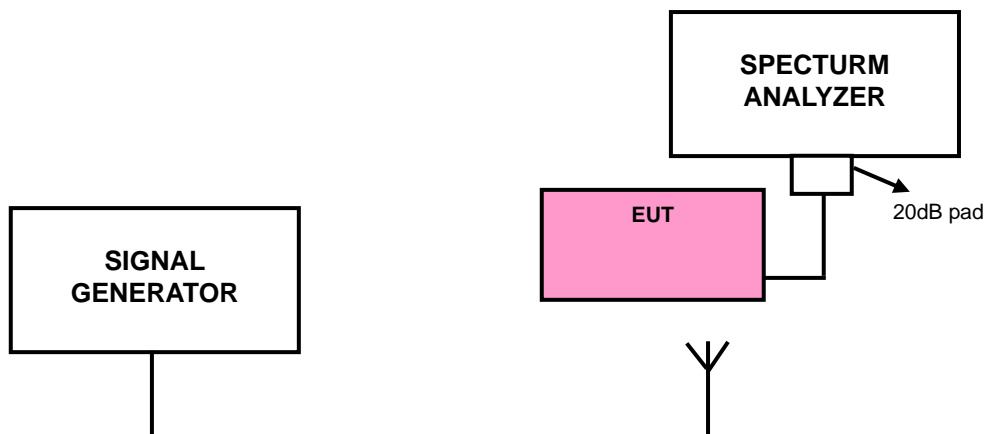 SPECTURM
ANALYZER
20dB pad
EUT
SIGNAL
GENERATOR